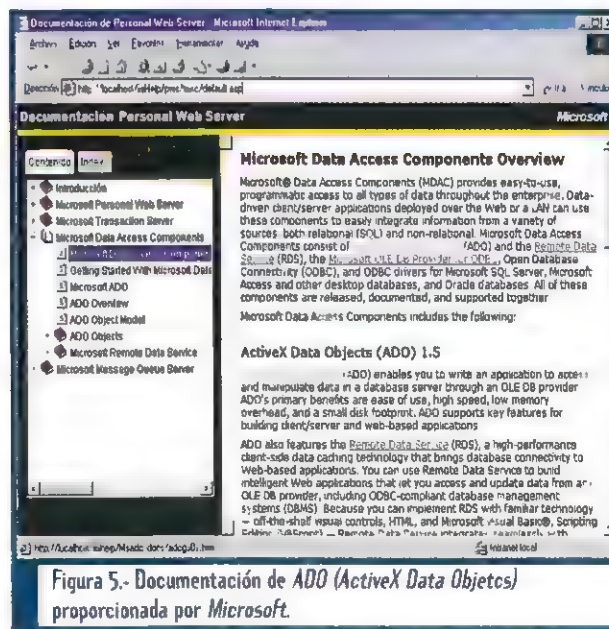 Documentación de Personal Web Server - Microsoft Internet Explorer
Archivo Edición Ver Favoritos Herramientas Ayuda
Dirección
Documentación Personal Web Server
Microsoft
Contenido Index
Introducción
Microsoft Personal Web Server
Microsoft Transaction Server
Microsoft Data Access Components
Getting Started With Microsoft Data
Microsoft ADO
ADO Overview
ADO Object Model
ADO Objects
Microsoft Remote Data Service
Microsoft Message Queue Server
Microsoft Data Access Components Overview
Microsoft® Data Access Components (MDAC) provides easy-to-use,
programmatic access to all types of data throughout the enterprise. Data-
driven client/server applications deployed over the Web or a LAN can use
these components to easily integrate information from a variety of
sources, both relational (SQL) and non-relational. Microsoft Data Access
Components consist of (ADO) and the Remote Data
Service (RDS), the Microsoft OLE DB Provider for ODBC, Open Database
Connectivity (ODBC), and ODBC drivers for Microsoft SQL Server, Microsoft
Access and other desktop databases, and Oracle databases. All of these
components are released, documented, and supported together
Microsoft Data Access Components includes the following:
ActiveX Data Objects (ADO) 1.5
(ADO) enables you to write an application to access
and manipulate data in a database server through an OLE DB provider
ADO's primary benefits are ease of use, high speed, low memory
overhead, and a small disk footprint. ADO supports key features for
building client/server and web-based applications
ADO also features the Remote Data Service (RDS), a high-performance
client-side data caching technology that brings database connectivity to
Web-based applications. You can use Remote Data Service to build
intelligent Web applications that let you access and update data from any
OLE DB provider, including ODBC-compliant database management
systems (DBMS). Because you can implement RDS with familiar technology
— off-the-shelf visual controls, HTML, and Microsoft Visual Basic®, Scripting
Intranet local
Figura 5.- Documentación de ADO (ActiveX Data Objetcs)
proporcionada por Microsoft.